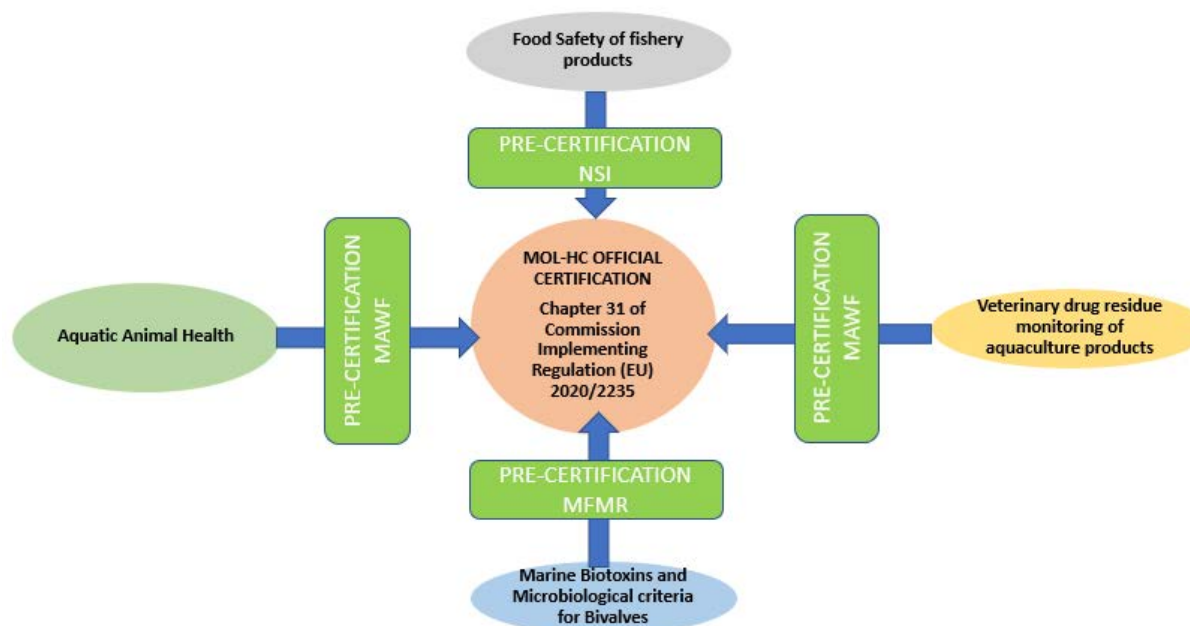 Food Safety of fishery
products
PRE-CERTIFICATION
NSI
PRE-CERTIFICATION
MAWF
MOL-HC OFFICIAL
CERTIFICATION
Chapter 31 of
Commission
Implementing
Regulation (EU)
2020/2235
PRE-CERTIFICATION
MAWF
Aquatic Animal Health
Veterinary drug residue
monitoring of
aquaculture products
PRE-CERTIFICATION
MFMR
Marine Biotoxins and
Microbiological criteria
for Bivalves